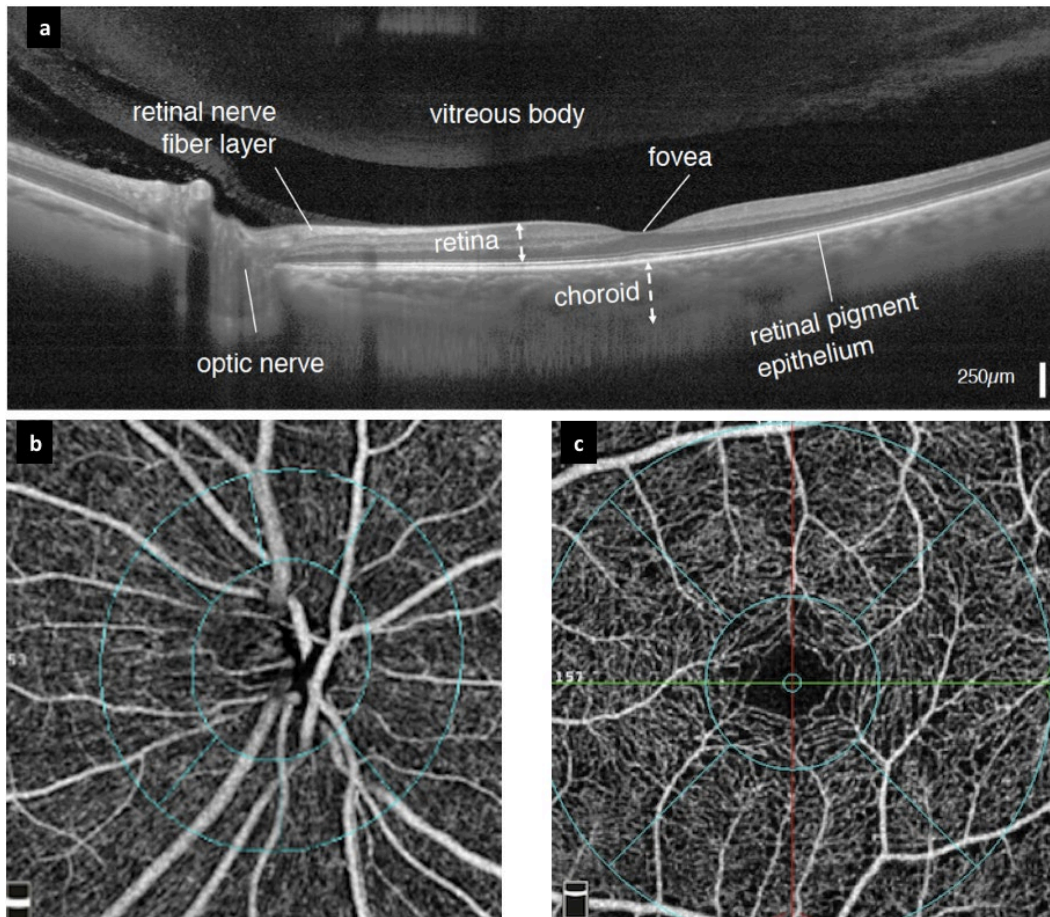 a
retinal nerve
fiber layer
vitreous body
fovea
retina
choroid
optic nerve
retinal pigment
epithelium
250µm
b
c
53
157